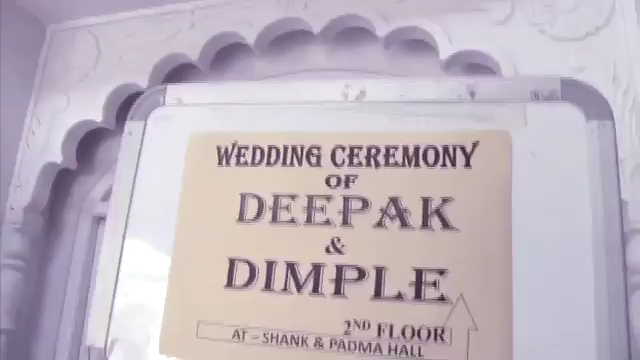 WEDDING CEREMONY
OF
DEEPAK
&
DIMPLE
2ND FLOOR
AT - SHANK & PADMA HALL